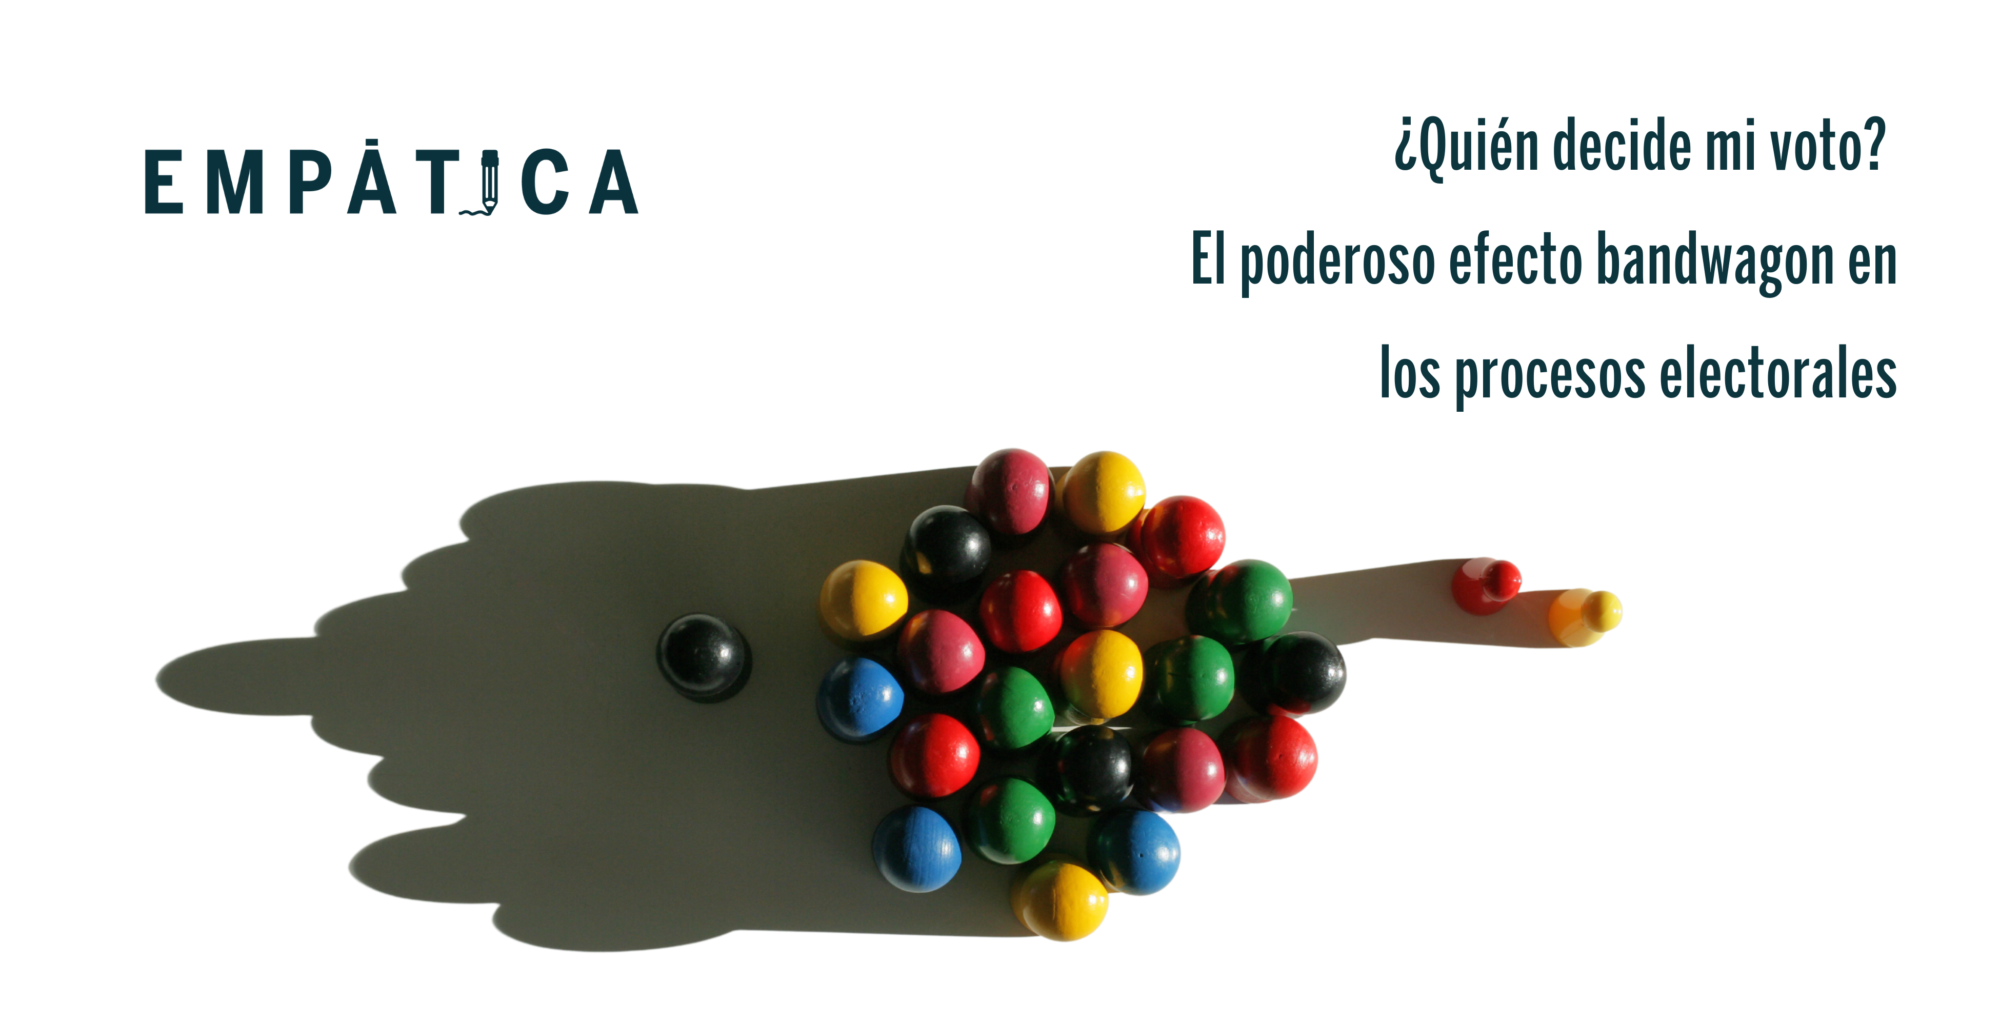 EMPÁTICA
¿Quién decide mi voto?
El poderoso efecto bandwagon en
los procesos electorales